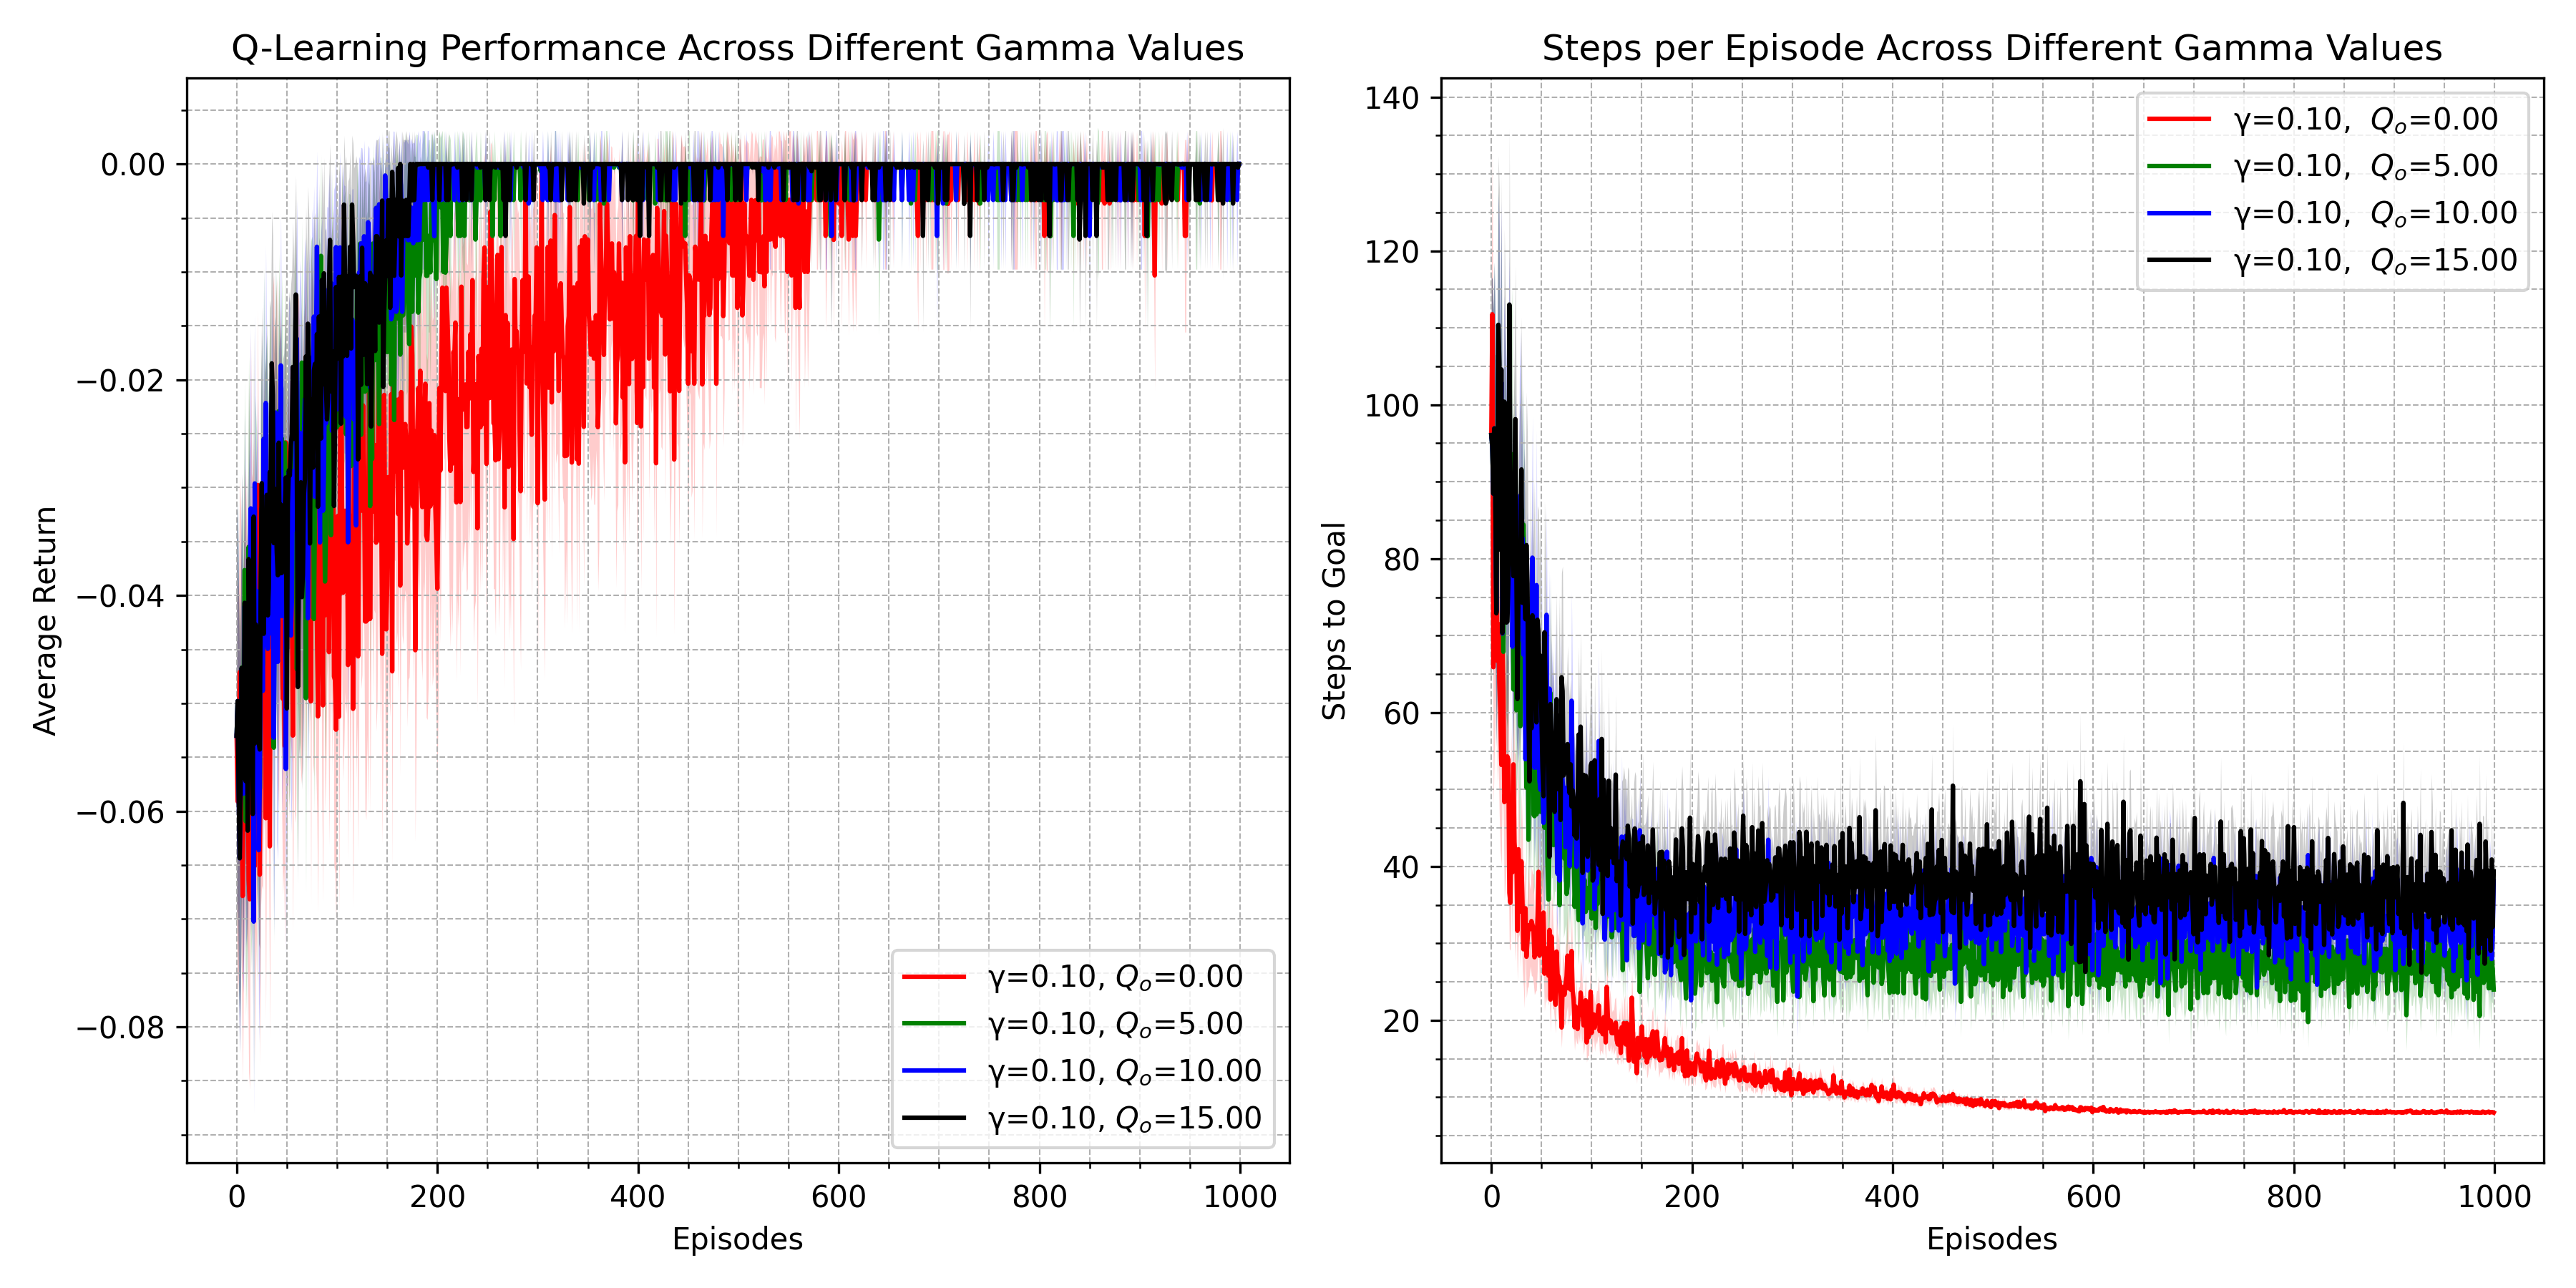 Q-Learning Performance Across Different Gamma Values
Average Return
0.00
−0.02
−0.04
−0.06
−0.08
0 200 400 600 800 1000
Episodes
γ=0.10, Qₒ=0.00
γ=0.10, Qₒ=5.00
γ=0.10, Qₒ=10.00
γ=0.10, Qₒ=15.00
Steps per Episode Across Different Gamma Values
Steps to Goal
140
120
100
80
60
40
20
0 200 400 600 800 1000
Episodes
γ=0.10, Qₒ=0.00
γ=0.10, Qₒ=5.00
γ=0.10, Qₒ=10.00
γ=0.10, Qₒ=15.00